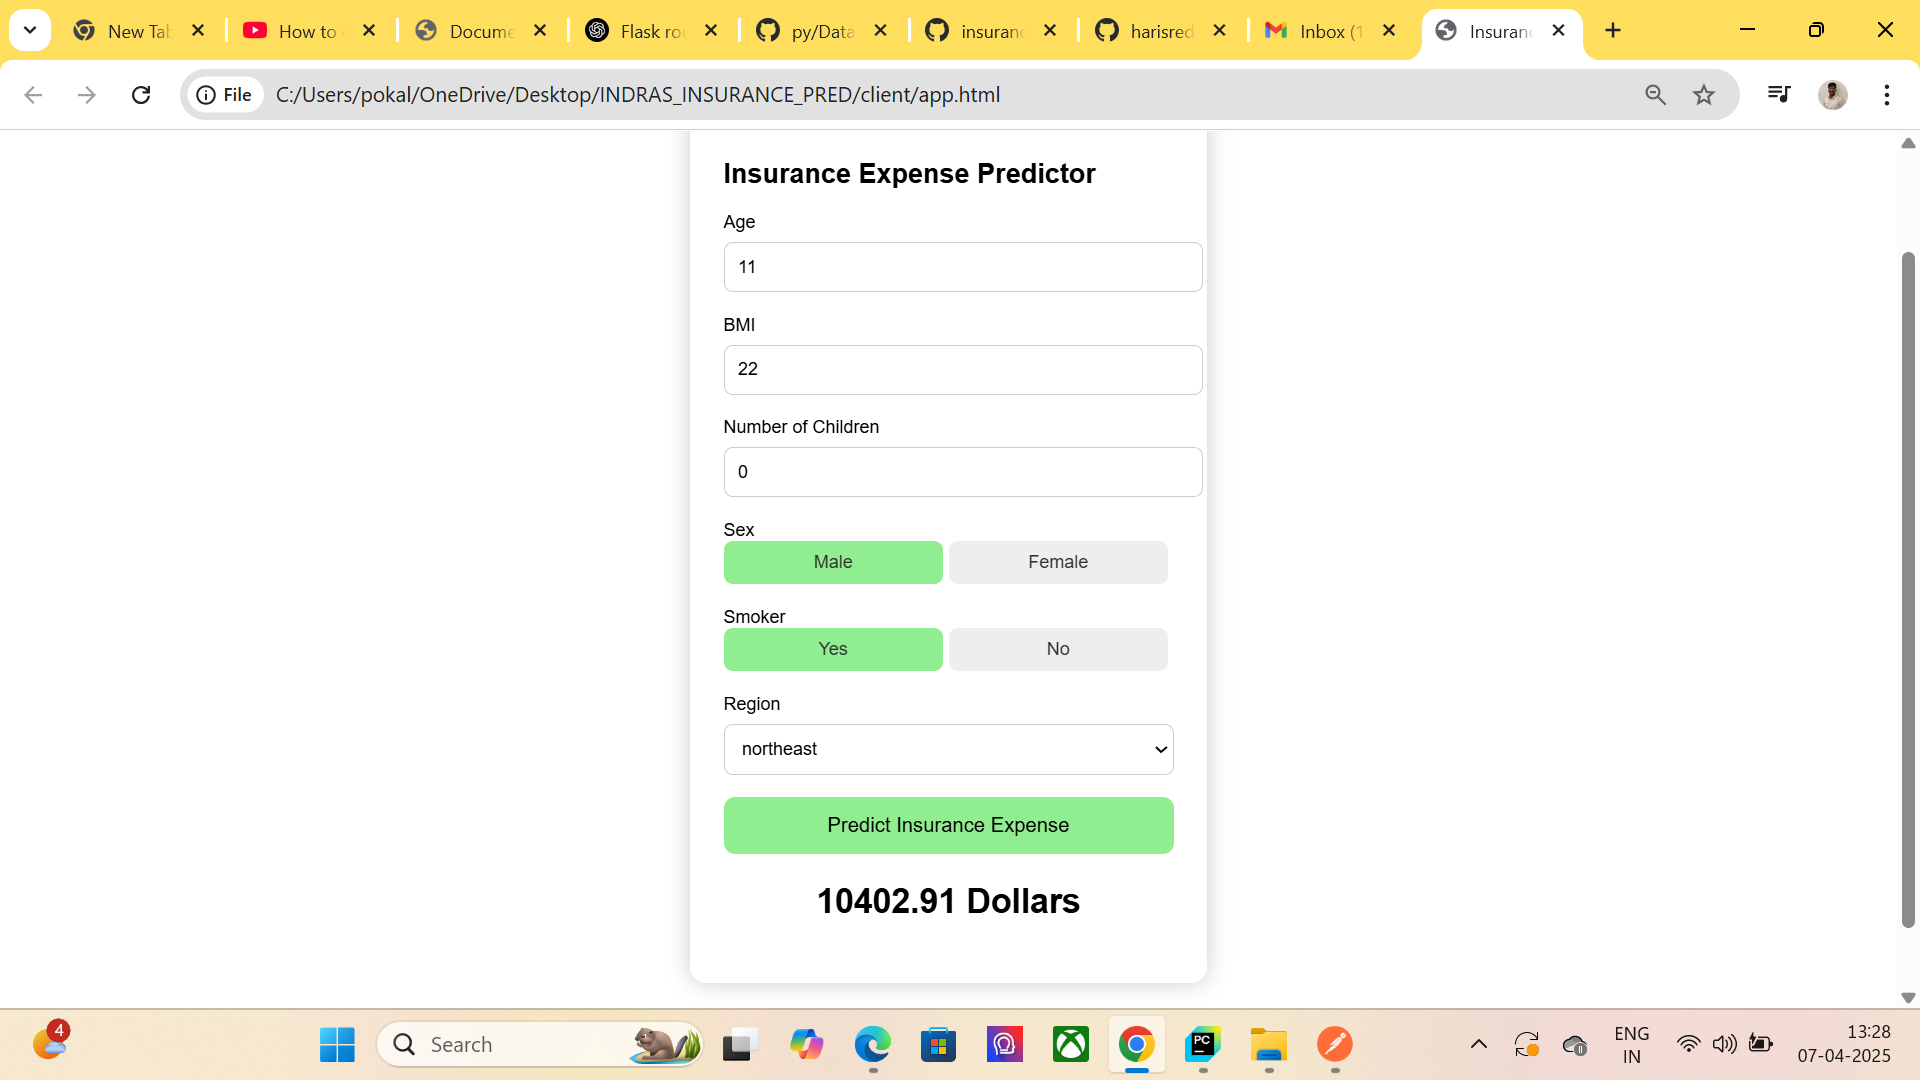 New Tab
How to
Docume
Flask rou
py/Data
insuranc
harisred
Inbox (1
Insuranc
File
C:/Users/pokal/OneDrive/Desktop/INDRAS_INSURANCE_PRED/client/app.html
Insurance Expense Predictor
Age
11
BMI
22
Number of Children
0
Sex
Male Female
Smoker
Yes No
Region
northeast
Predict Insurance Expense
10402.91 Dollars
4
Search
PC
ENG
IN
13:28
07-04-2025